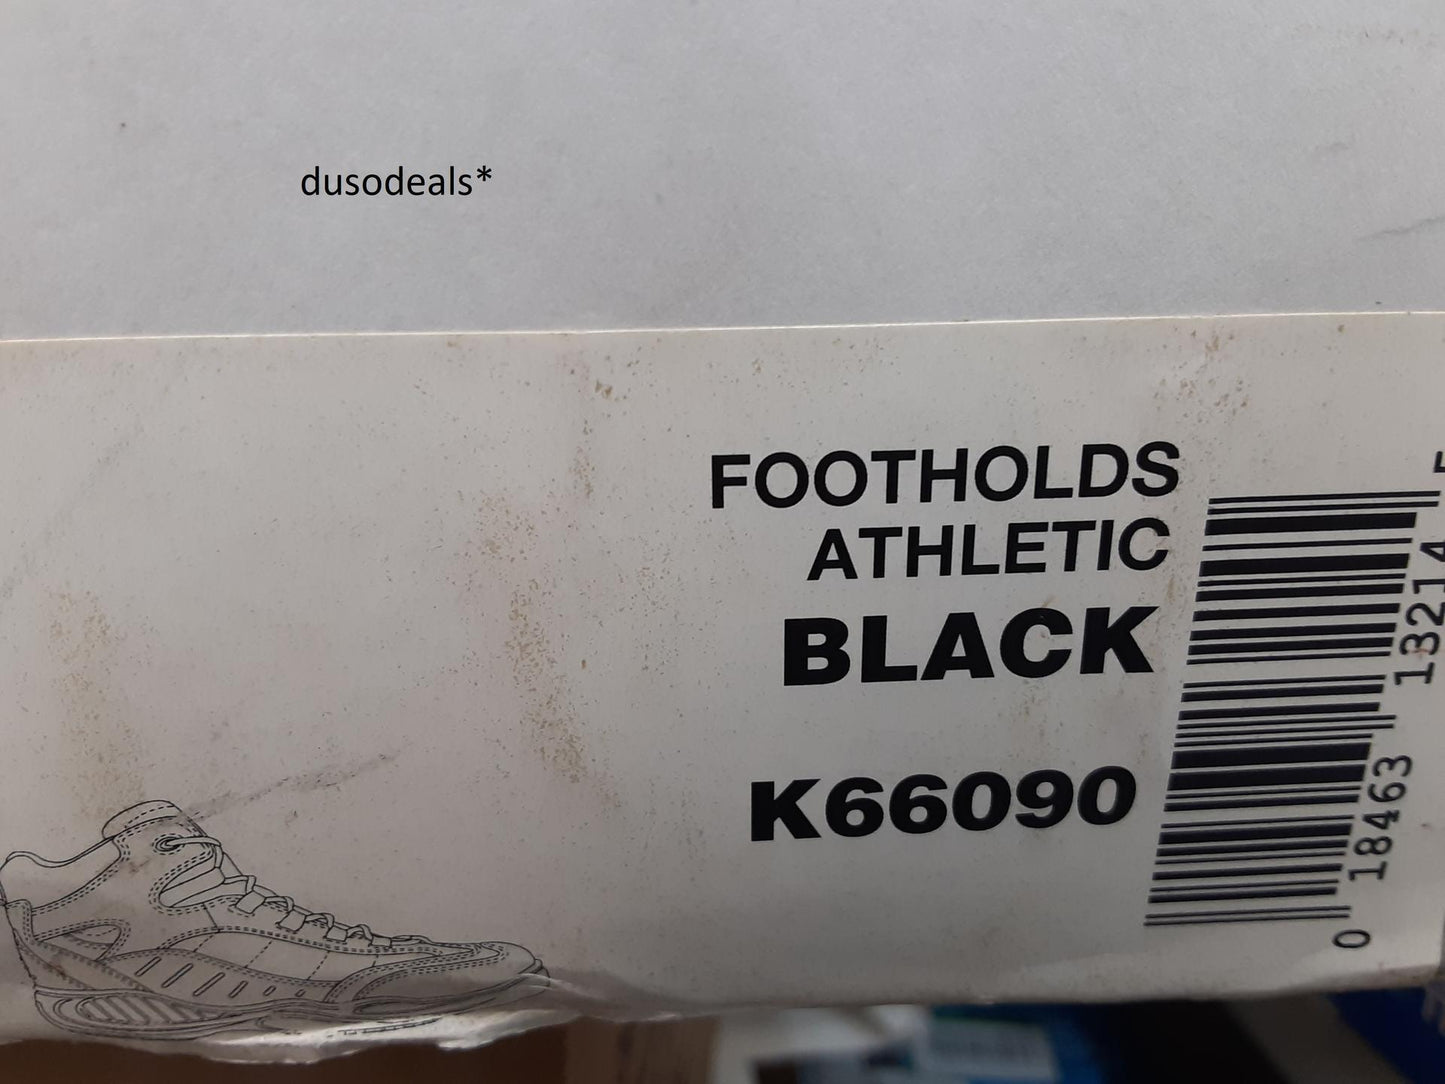 dusodeals*
FOOTHOLDS
ATHLETIC
BLACK
K66090
0 18463 13214 5